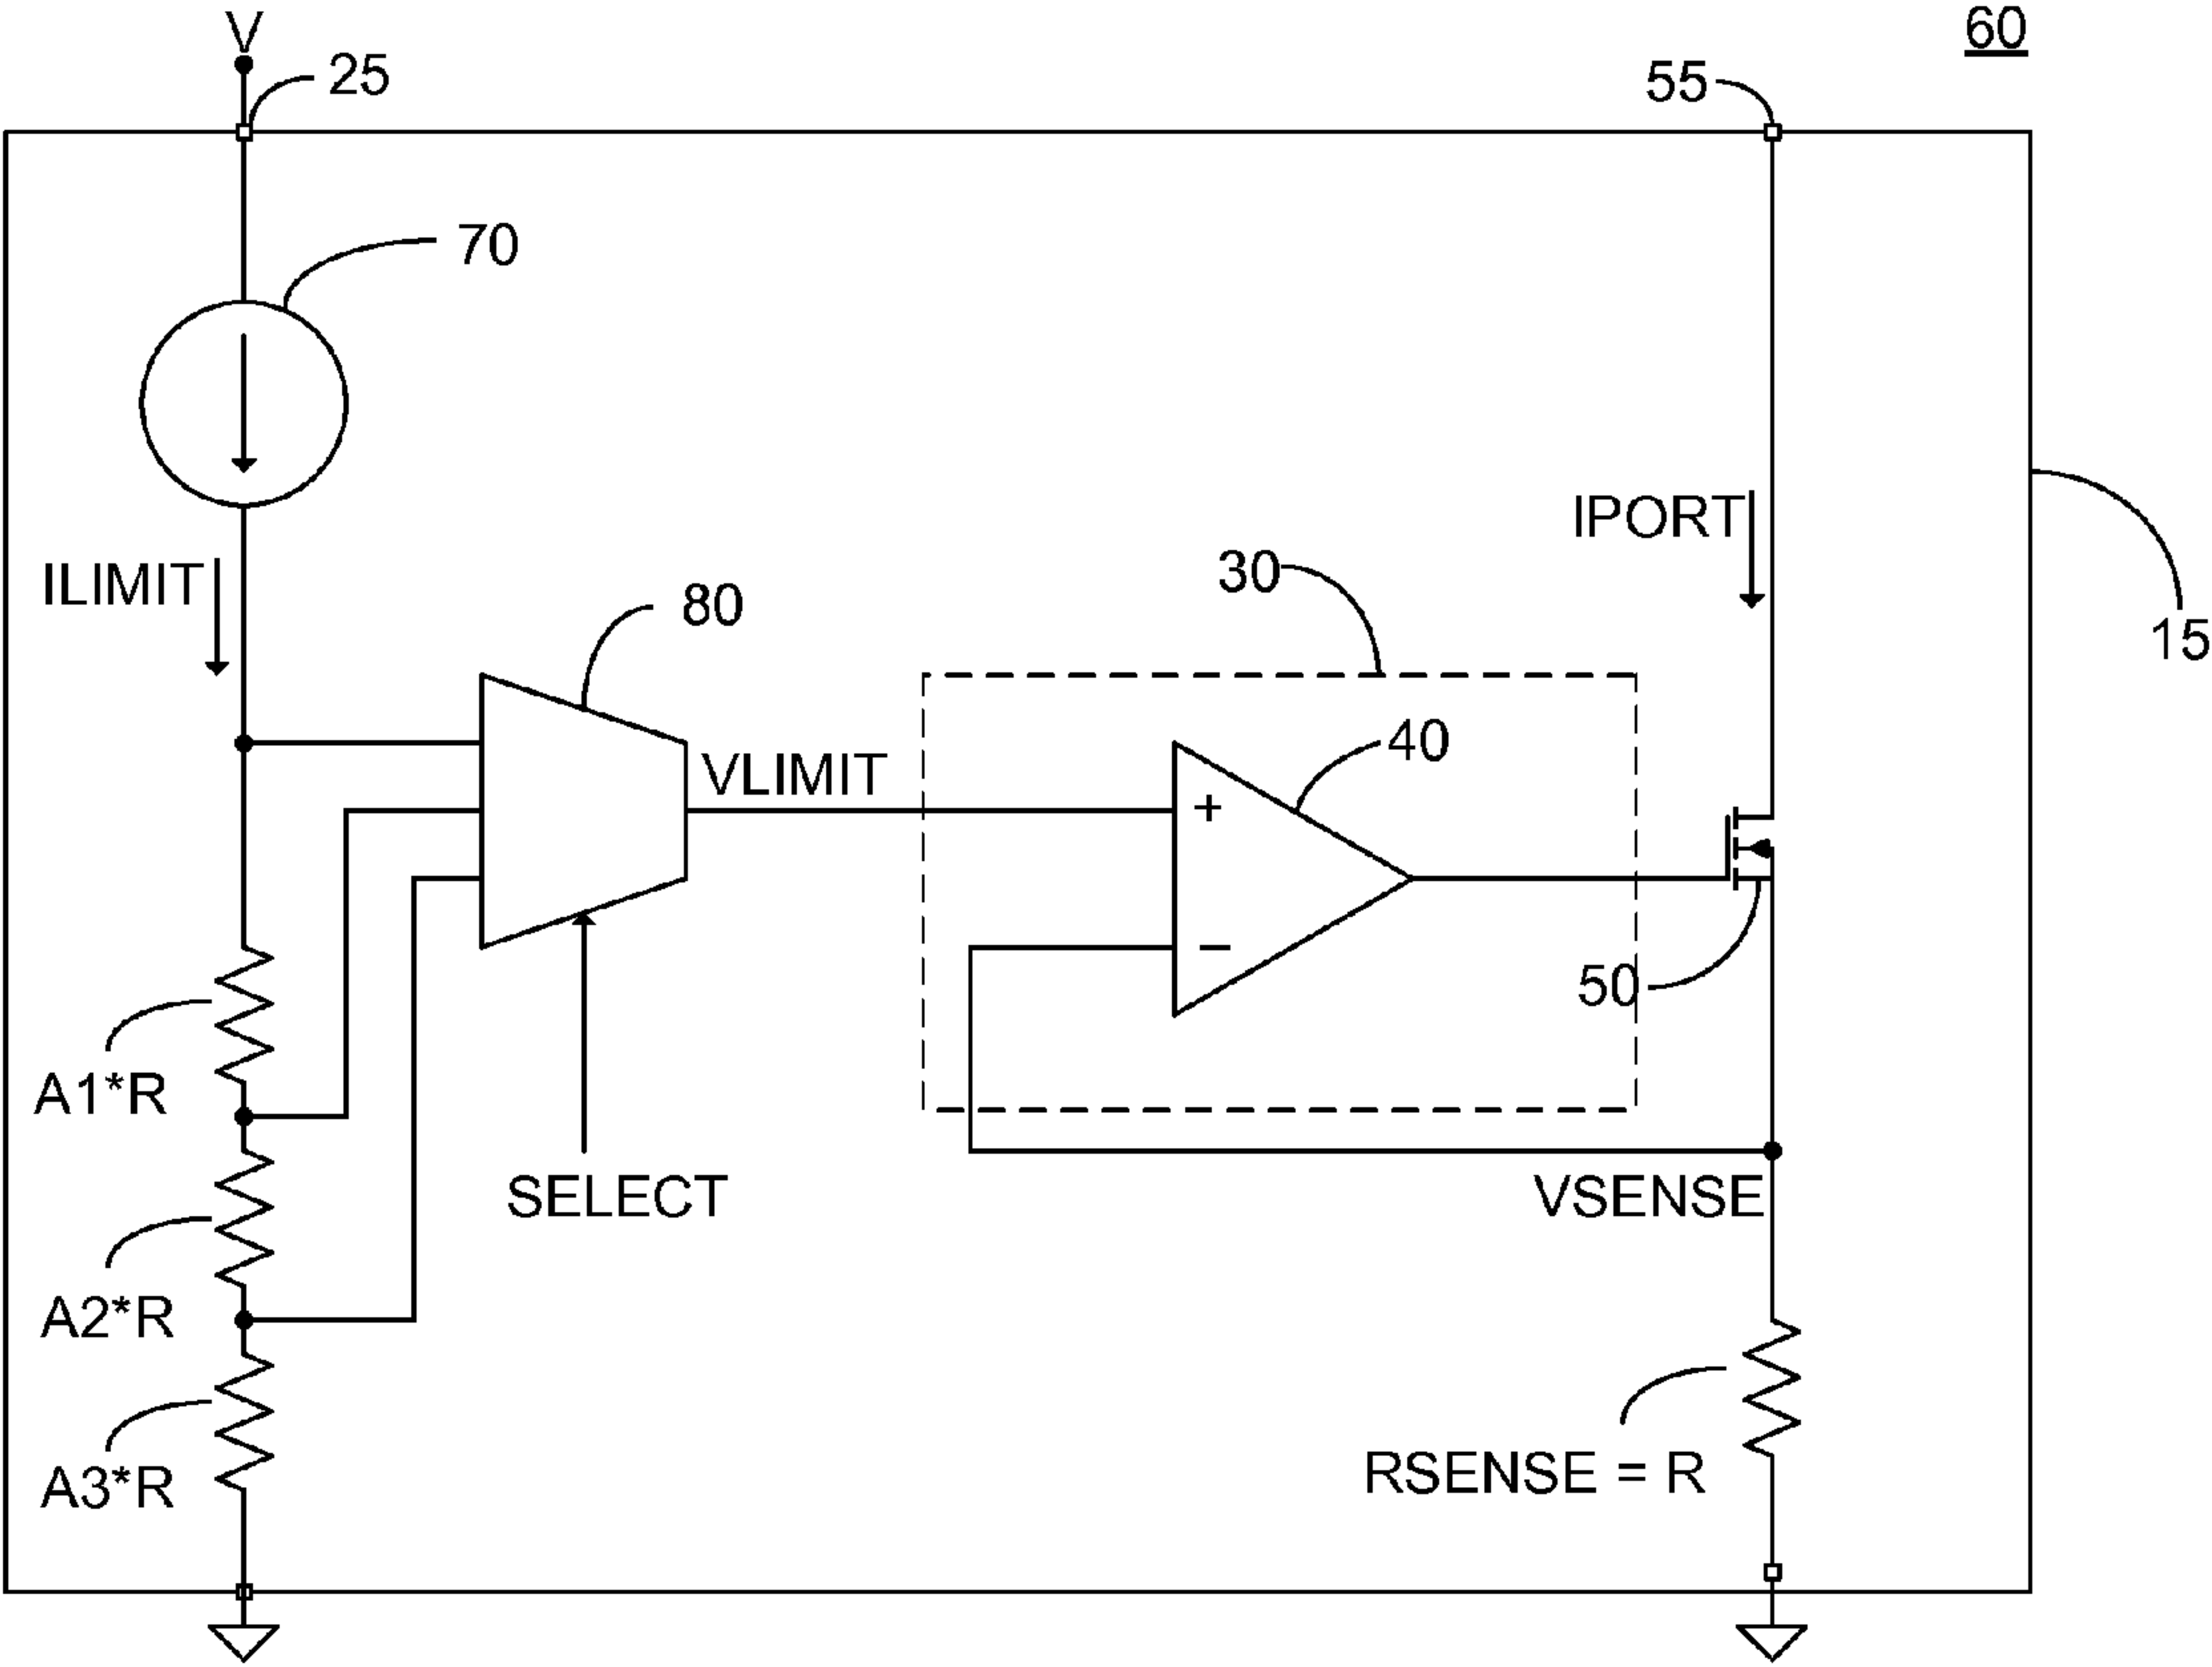 V
60
25
55
70
IPORT
30
ILIMIT
80
15
VLIMIT
40
+
−
50
A1*R
SELECT
VSENSE
A2*R
A3*R
RSENSE = R